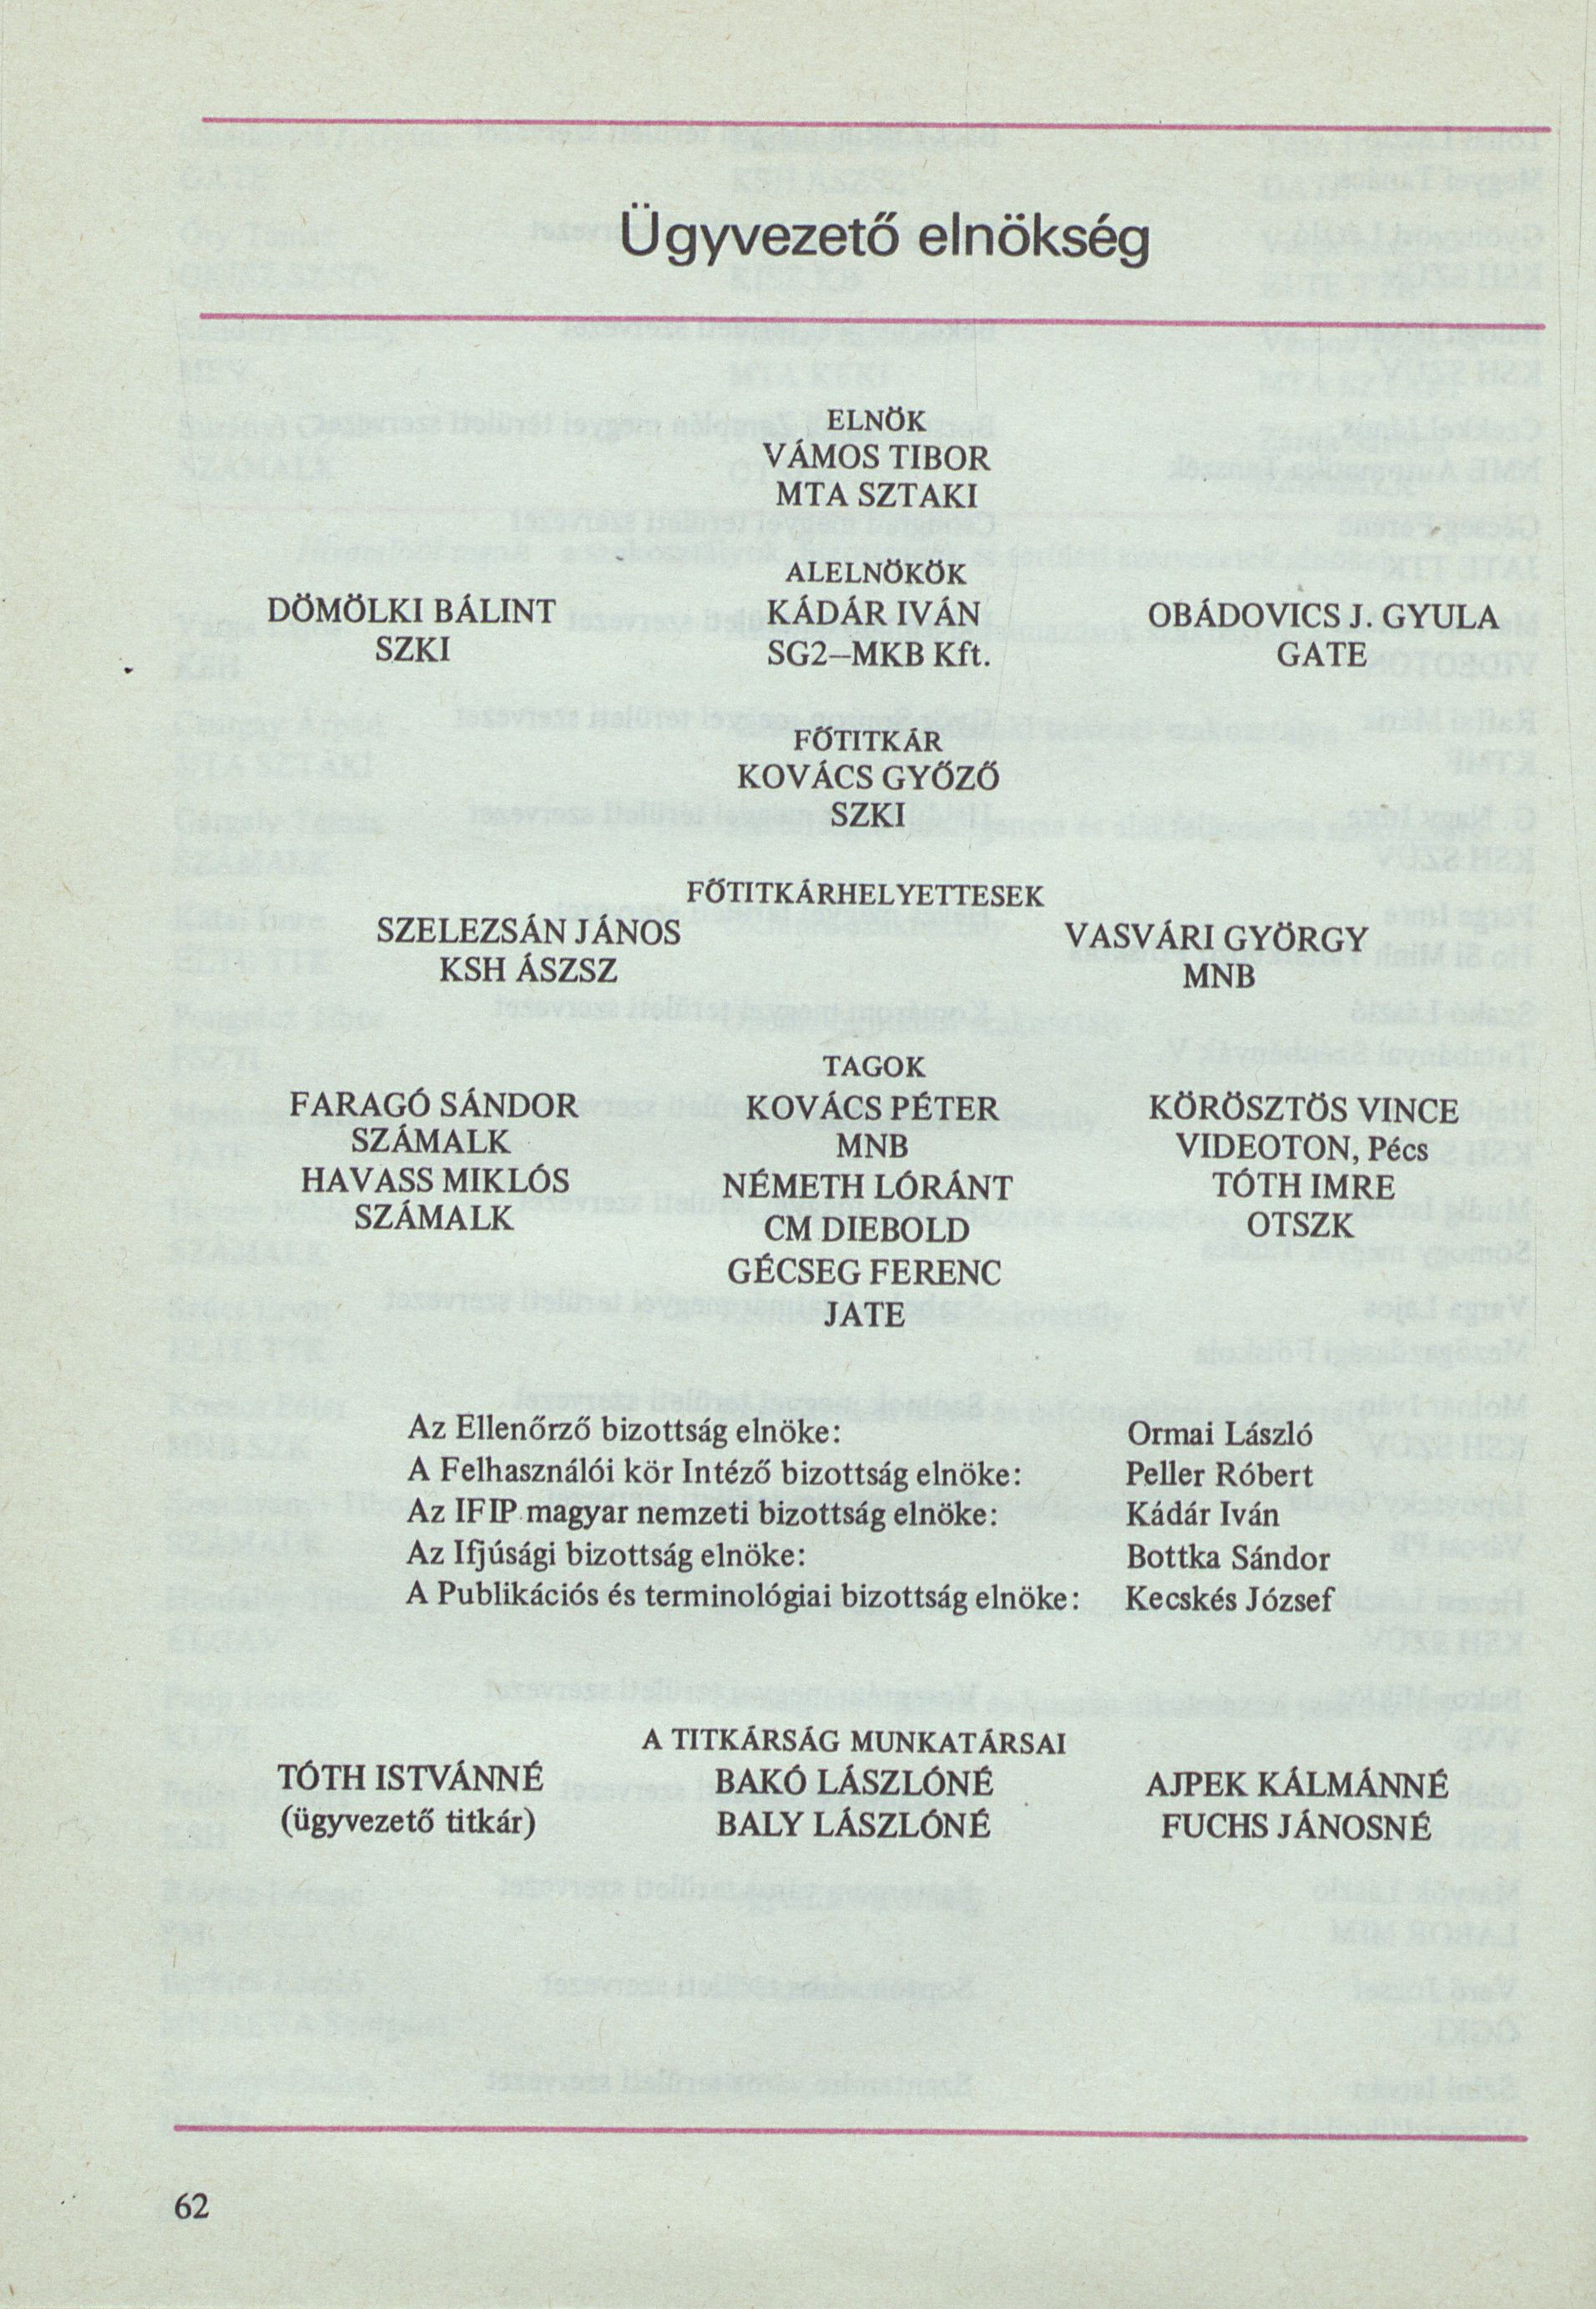 Ügyvezető elnökség
ELNÖK
VÁMOS TIBOR
MTA SZTAKI
ALELNÖKÖK
DÖMÖLKI BÁLINT KÁDÁR IVÁN OBÁDOVICS J. GYULA
SZKI SG2–MKB Kft. GATE
FŐTITKÁR
KOVÁCS GYŐZŐ
SZKI
FŐTITKÁRHELYETTESEK
SZELEZSÁN JÁNOS VASVÁRI GYÖRGY
KSH ÁSZSZ MNB
TAGOK
FARAGÓ SÁNDOR KOVÁCS PÉTER KÖRÖSZTÖS VINCE
SZÁMALK MNB VIDEOTON, Pécs
HAVASS MIKLÓS NÉMETH LÓRÁNT TÓTH IMRE
SZÁMALK CM DIEBOLD OTSZK
GÉCSEG FERENC
JATE
Az Ellenőrző bizottság elnöke: Ormai László
A Felhasználói kör Intéző bizottság elnöke: Peller Róbert
Az IFIP magyar nemzeti bizottság elnöke: Kádár Iván
Az Ifjúsági bizottság elnöke: Bottka Sándor
A Publikációs és terminológiai bizottság elnöke: Kecskés József
A TITKÁRSÁG MUNKATÁRSAI
TÓTH ISTVÁNNÉ BAKÓ LÁSZLÓNÉ AJPEK KÁLMÁNNÉ
(ügyvezető titkár) BALY LÁSZLÓNÉ FUCHS JÁNOSNÉ
62